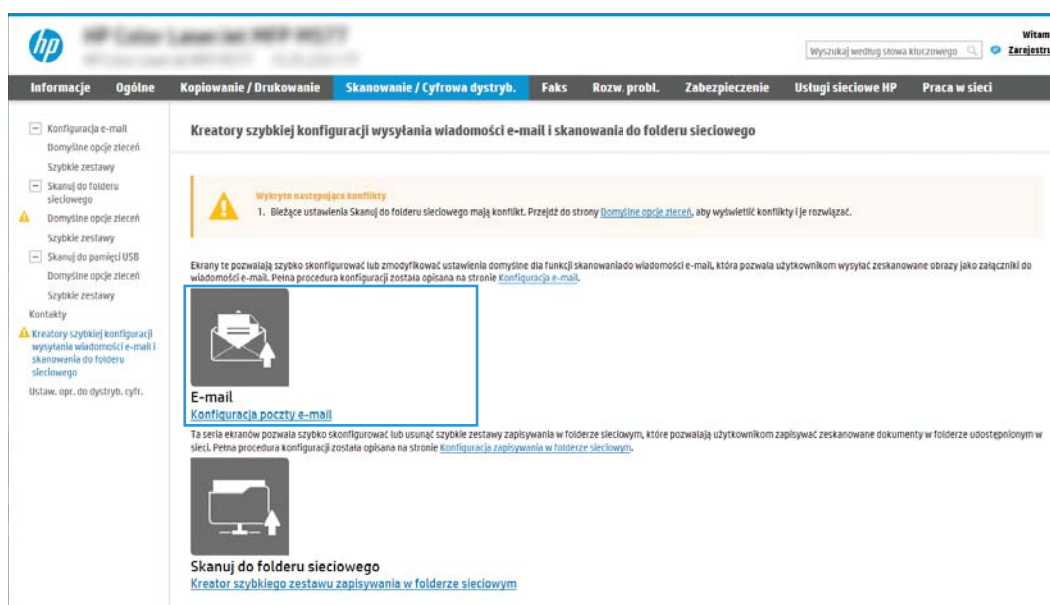 hp
Witam
Wyszukaj według słowa kluczowego
Zarejestru
Informacje Ogólne Kopiowanie / Drukowanie Skanowanie / Cyfrowa dystryb. Faks Rozw. probl. Zabezpieczenie Usługi sieciowe HP Praca w sieci
Konfiguracja e-mail
Domyślne opcje zleceń
Szybkie zestawy
Skanuj do folderu
sieciowego
Domyślne opcje zleceń
Szybkie zestawy
Skanuj do pamięci USB
Domyślne opcje zleceń
Szybkie zestawy
Kontakty
Kreatory szybkiej konfiguracji
wysyłania wiadomości e-mail i
skanowania do folderu
sieciowego
Ustaw. opr. do dystryb. cyfr.
Kreatory szybkiej konfiguracji wysyłania wiadomości e-mail i skanowania do folderu sieciowego
Wykryto następujące konflikty
1. Bieżące ustawienia Skanuj do folderu sieciowego mają konflikt. Przejdź do strony Domyślne opcje zleceń, aby wyświetlić konflikty i je rozwiązać.
Ekrany te pozwalają szybko skonfigurować lub zmodyfikować ustawienia domyślne dla funkcji skanowaniado wiadomości e-mail, która pozwala użytkownikom wysyłać zeskanowane obrazy jako załączniki do
wiadomości e-mail. Pełna procedura konfiguracji została opisana na stronie Konfiguracja e-mail.
E-mail
Konfiguracja poczty e-mail
Ta seria ekranów pozwala szybko skonfigurować lub usunąć szybkie zestawy zapisywania w folderze sieciowym, które pozwalają użytkownikom zapisywać zeskanowane dokumenty w folderze udostępnionym w
sieci. Pełna procedura konfiguracji została opisana na stronie Konfiguracja zapisywania w folderze sieciowym.
Skanuj do folderu sieciowego
Kreator szybkiego zestawu zapisywania w folderze sieciowym